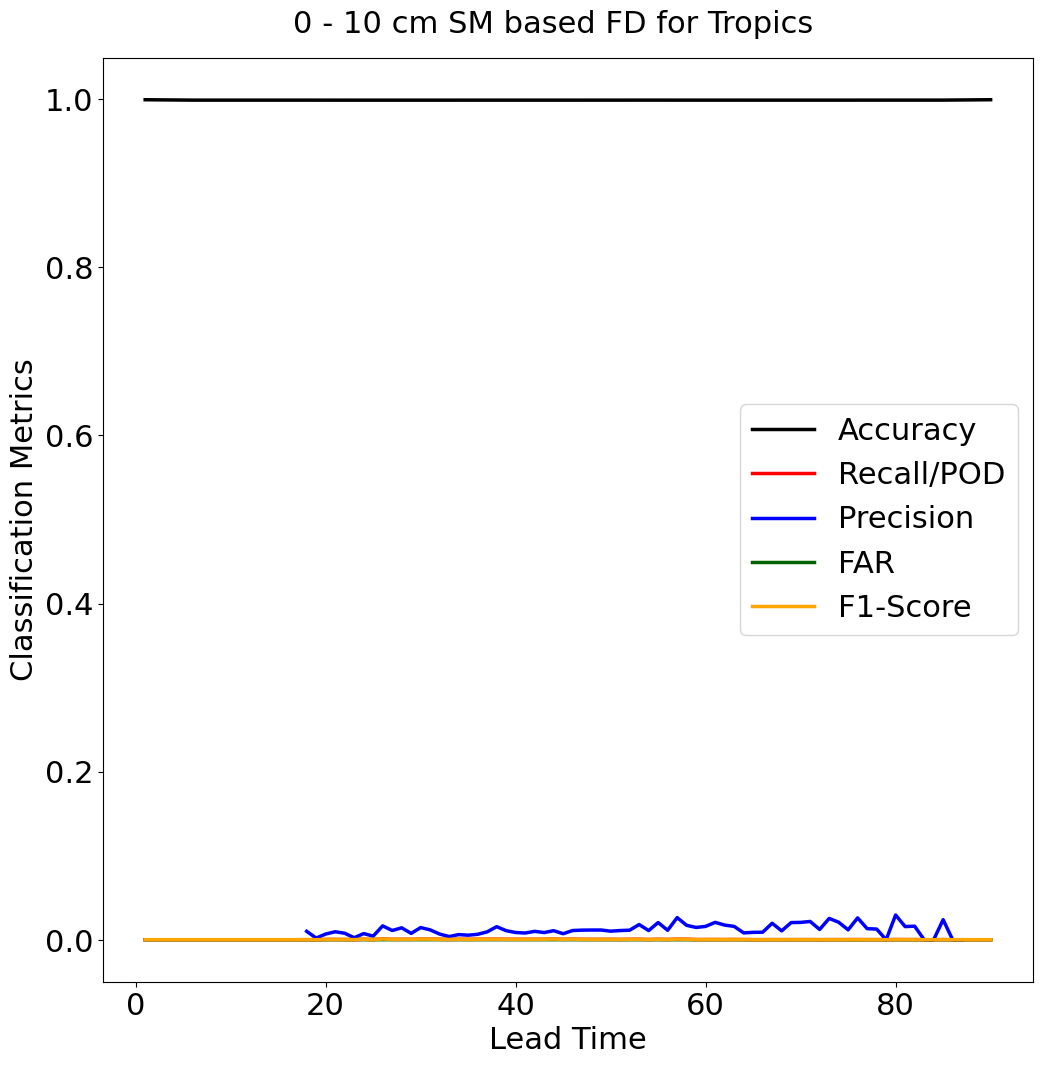 0 - 10 cm SM based FD for Tropics
Classification Metrics
1.0
0.8
0.6
0.4
0.2
0.0
Accuracy
Recall/POD
Precision
FAR
F1-Score
0 20 40 60 80
Lead Time